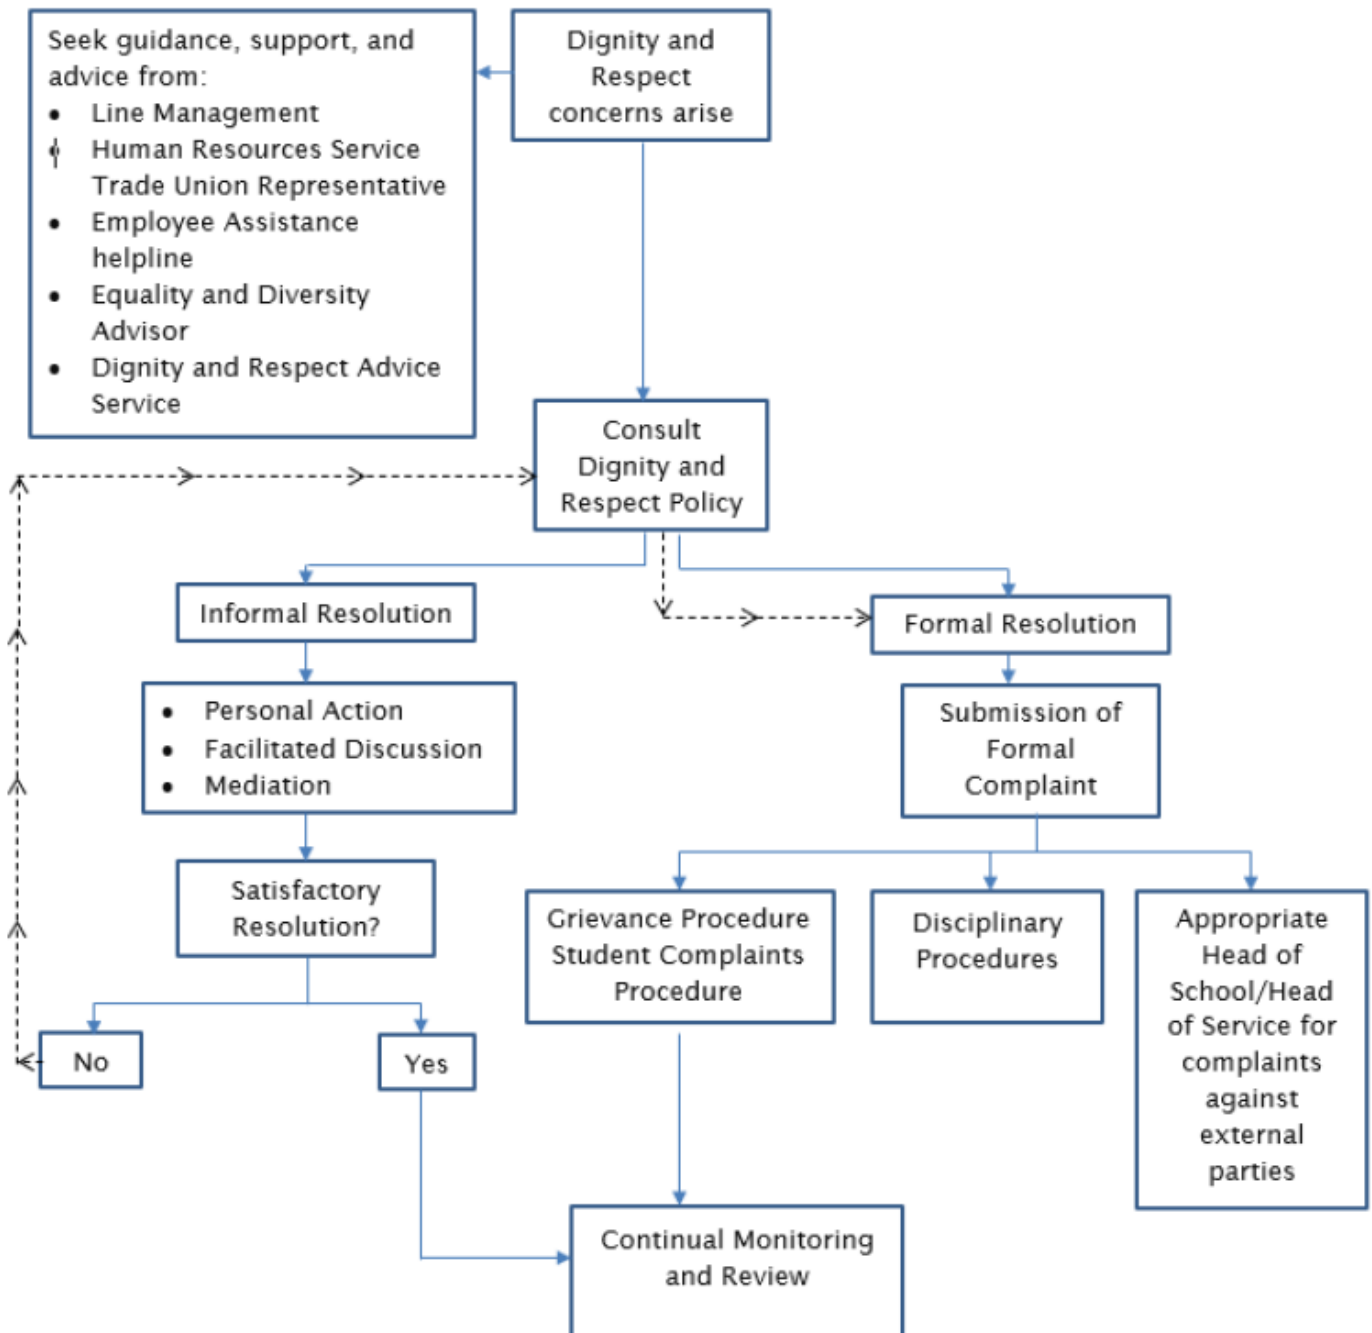 Seek guidance, support, and
advice from:
• Line Management
• Human Resources Service
Trade Union Representative
• Employee Assistance
helpline
• Equality and Diversity
Advisor
• Dignity and Respect Advice
Service
Dignity and
Respect
concerns arise
Consult
Dignity and
Respect Policy
Informal Resolution
Formal Resolution
• Personal Action
• Facilitated Discussion
• Mediation
Submission of
Formal
Complaint
Satisfactory
Resolution?
Grievance Procedure
Student Complaints
Procedure
Disciplinary
Procedures
Appropriate
Head of
School/Head
of Service for
complaints
against
external
parties
No
Yes
Continual Monitoring
and Review